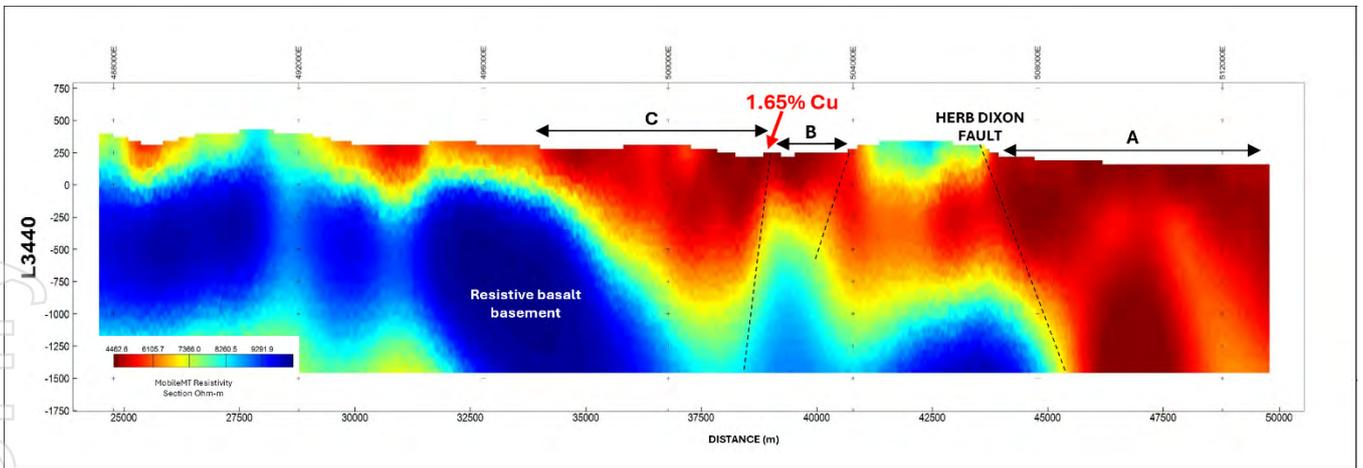 488000E 492000E 496000E 500000E 504000E 508000E 512000E
750
500
250
0
-250
-500
-750
-1000
-1250
-1500
-1750
L3440
1.65% Cu
C
B
HERB DIXON
FAULT
A
Resistive basalt
basement
4462.6 6105.7 7366.0 8260.5 9291.9
MobileMT Resistivity
Section Ohm-m
25000 27500 30000 32500 35000 37500 40000 42500 45000 47500 50000
DISTANCE (m)